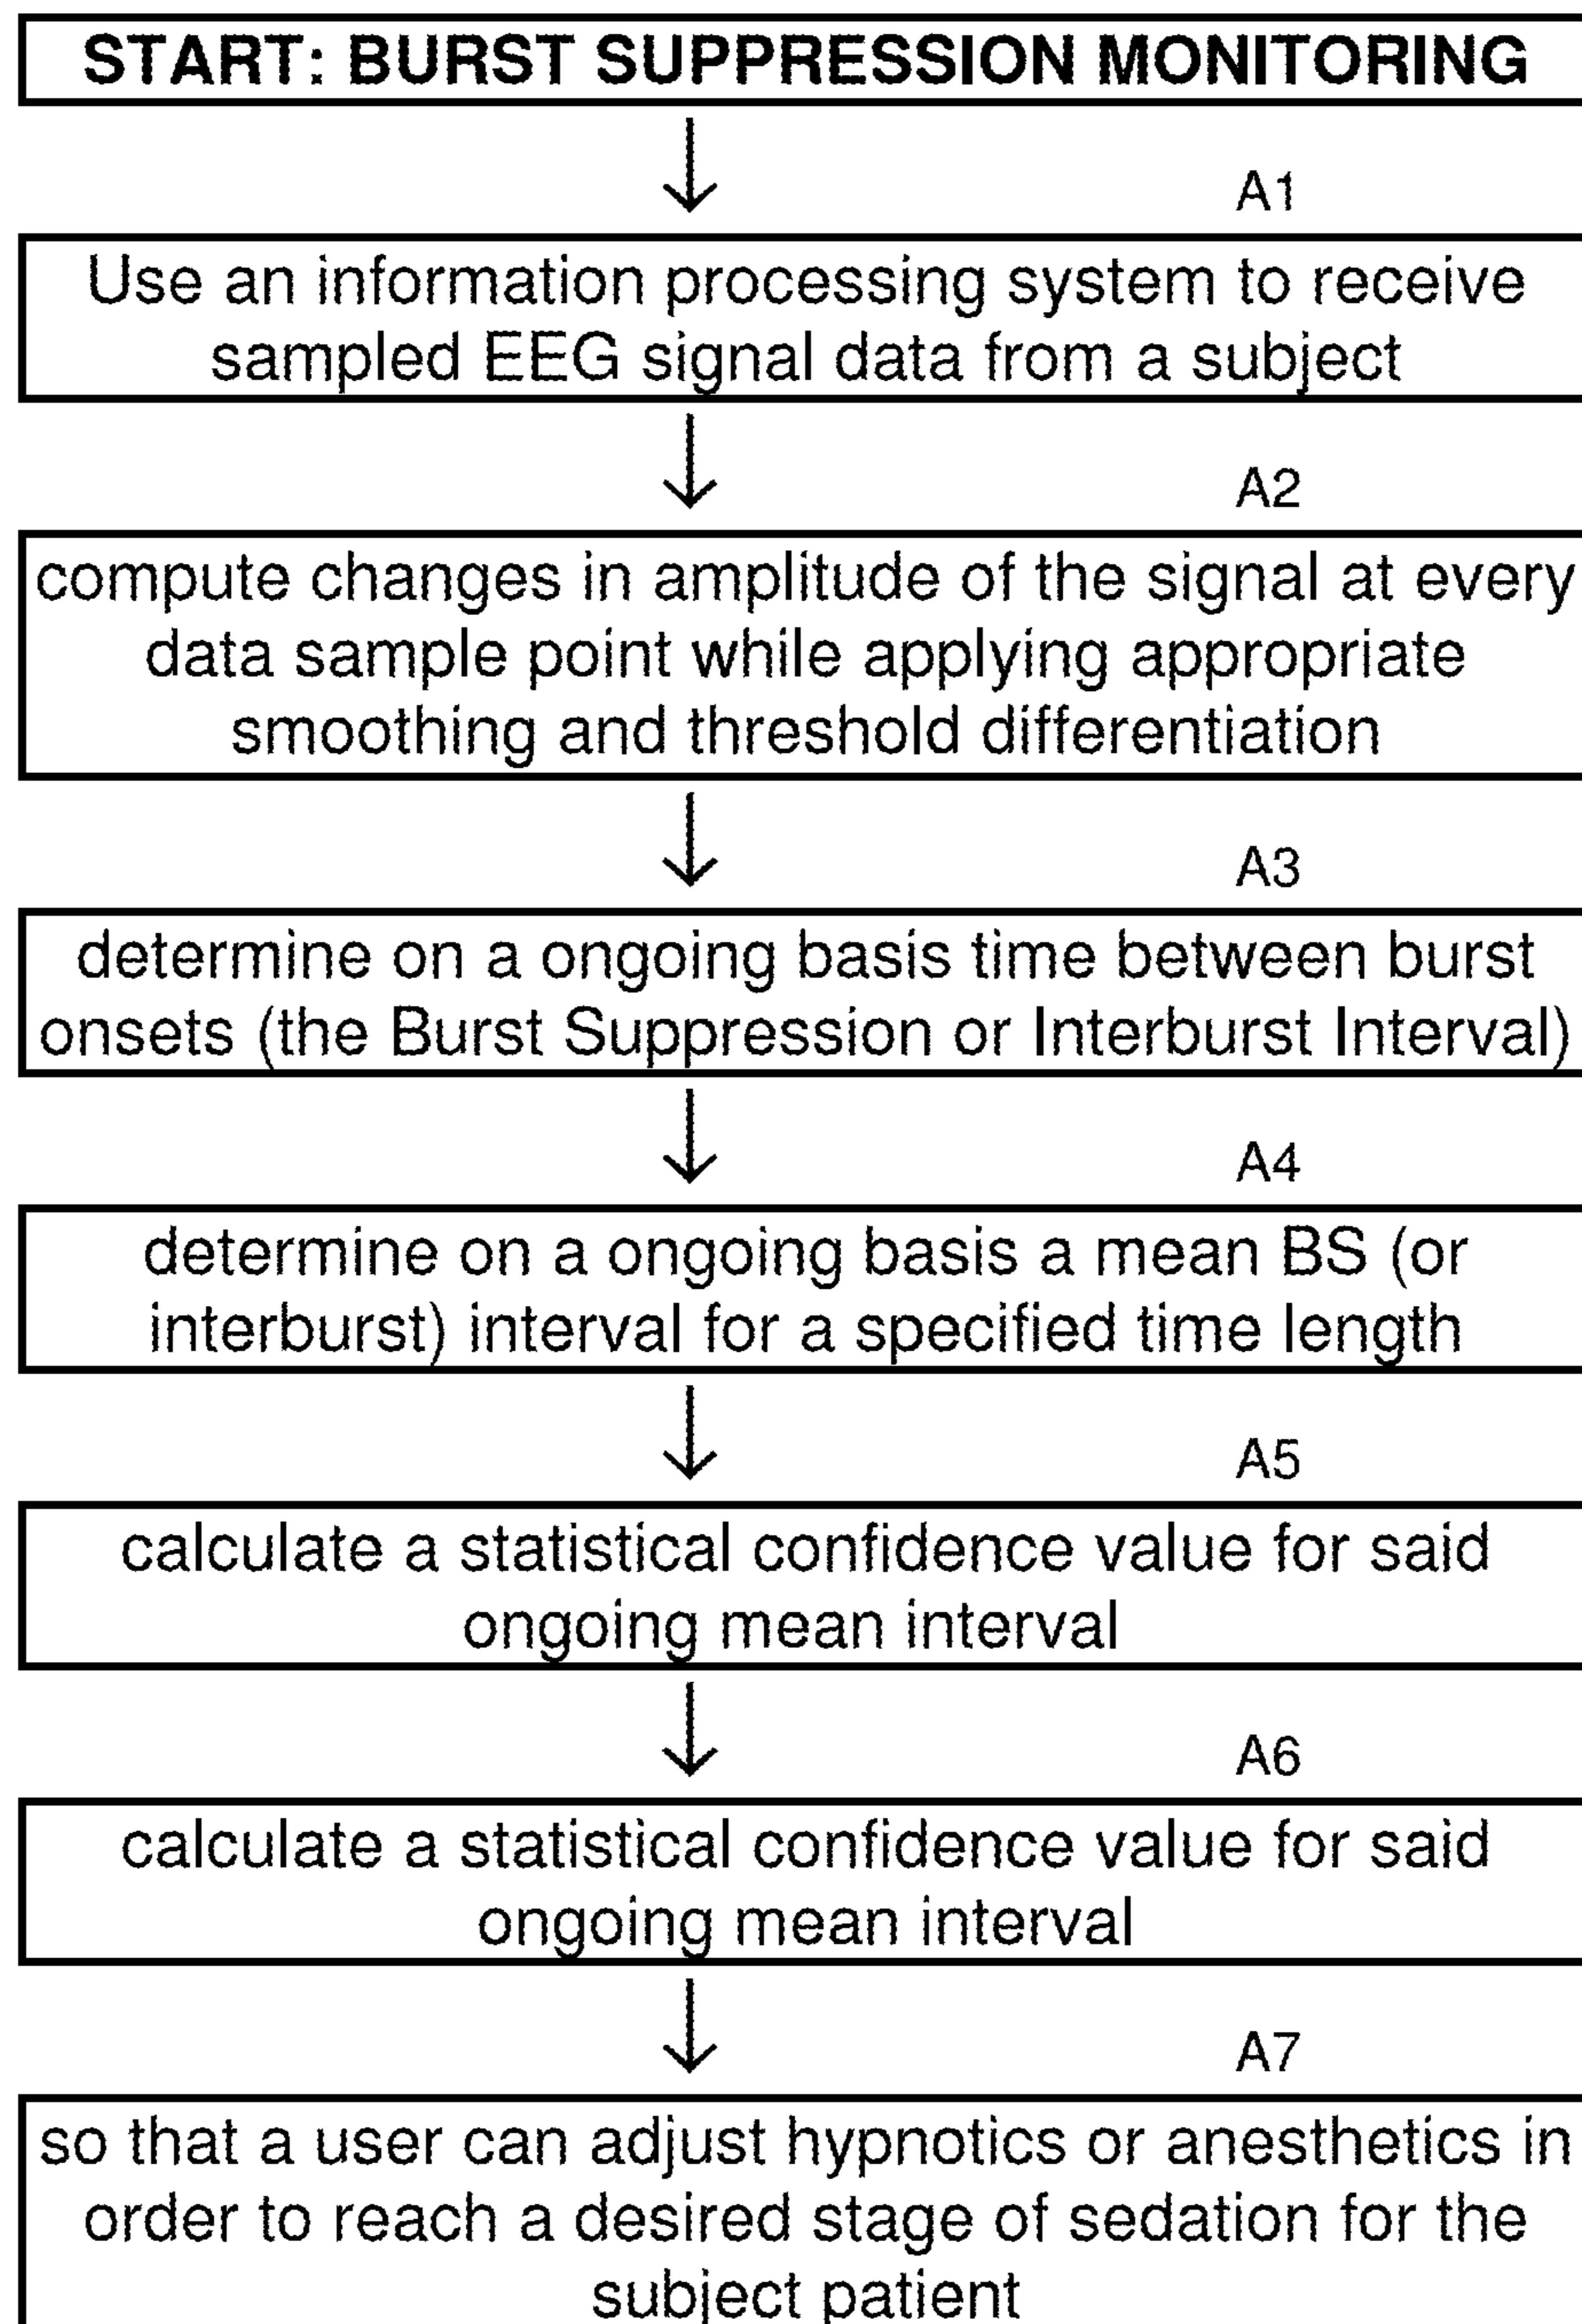 START: BURST SUPPRESSION MONITORING
A1
Use an information processing system to receive
sampled EEG signal data from a subject
A2
compute changes in amplitude of the signal at every
data sample point while applying appropriate
smoothing and threshold differentiation
A3
determine on a ongoing basis time between burst
onsets (the Burst Suppression or Interburst Interval)
A4
determine on a ongoing basis a mean BS (or
interburst) interval for a specified time length
A5
calculate a statistical confidence value for said
ongoing mean interval
A6
calculate a statistical confidence value for said
ongoing mean interval
A7
so that a user can adjust hypnotics or anesthetics in
order to reach a desired stage of sedation for the
subject patient